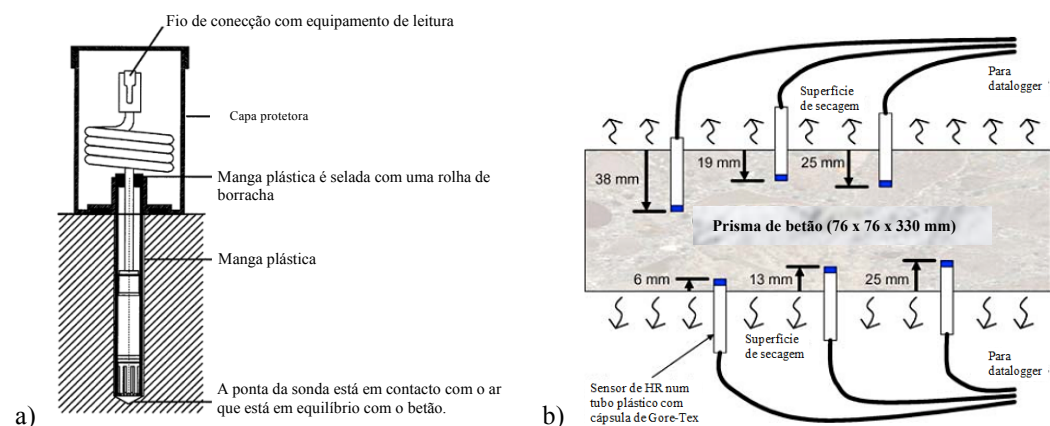 Fio de conecção com equipamento de leitura
Capa protetora
Manga plástica é selada com uma rolha de
borracha
Manga plástica
A ponta da sonda está em contacto com o ar
que está em equilíbrio com o betão.
a)
Para
datalogger
Superficie
de secagem
38 mm
19 mm
25 mm
Prisma de betão (76 x 76 x 330 mm)
6 mm
13 mm
25 mm
Superficie
de secagem
Sensor de HR num
tubo plástico com
cápsula de Gore-Tex
Para
datalogger
b)